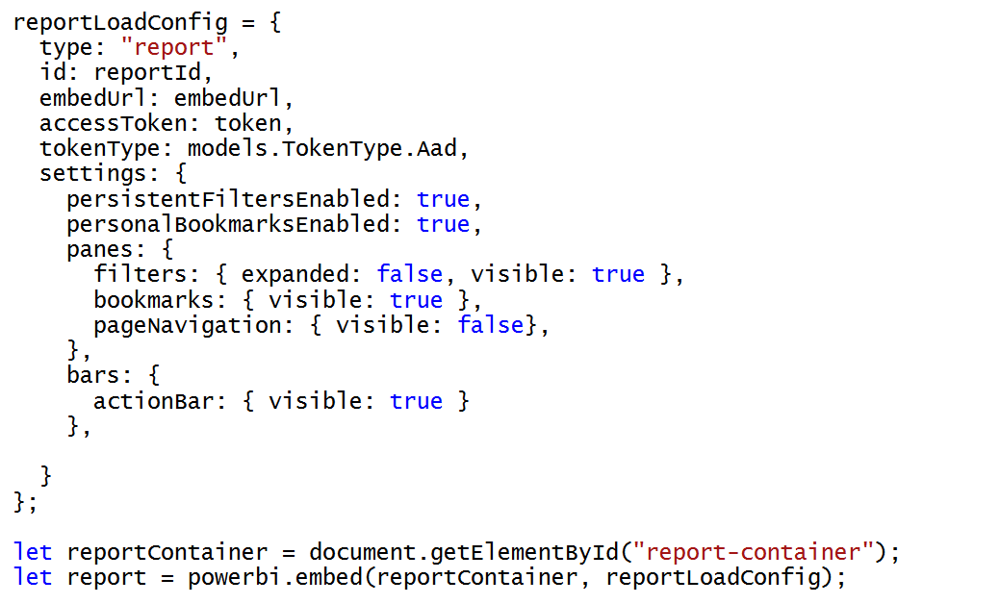 reportLoadConfig = {
  type: "report",
  id: reportId,
  embedUrl: embedUrl,
  accessToken: token,
  tokenType: models.TokenType.Aad,
  settings: {
    persistentFiltersEnabled: true,
    personalBookmarksEnabled: true,
    panes: {
      filters: { expanded: false, visible: true },
      bookmarks: { visible: true },
      pageNavigation: { visible: false},
    },
    bars: {
      actionBar: { visible: true }
    },

  }
};

let reportContainer = document.getElementById("report-container");
let report = powerbi.embed(reportContainer, reportLoadConfig);